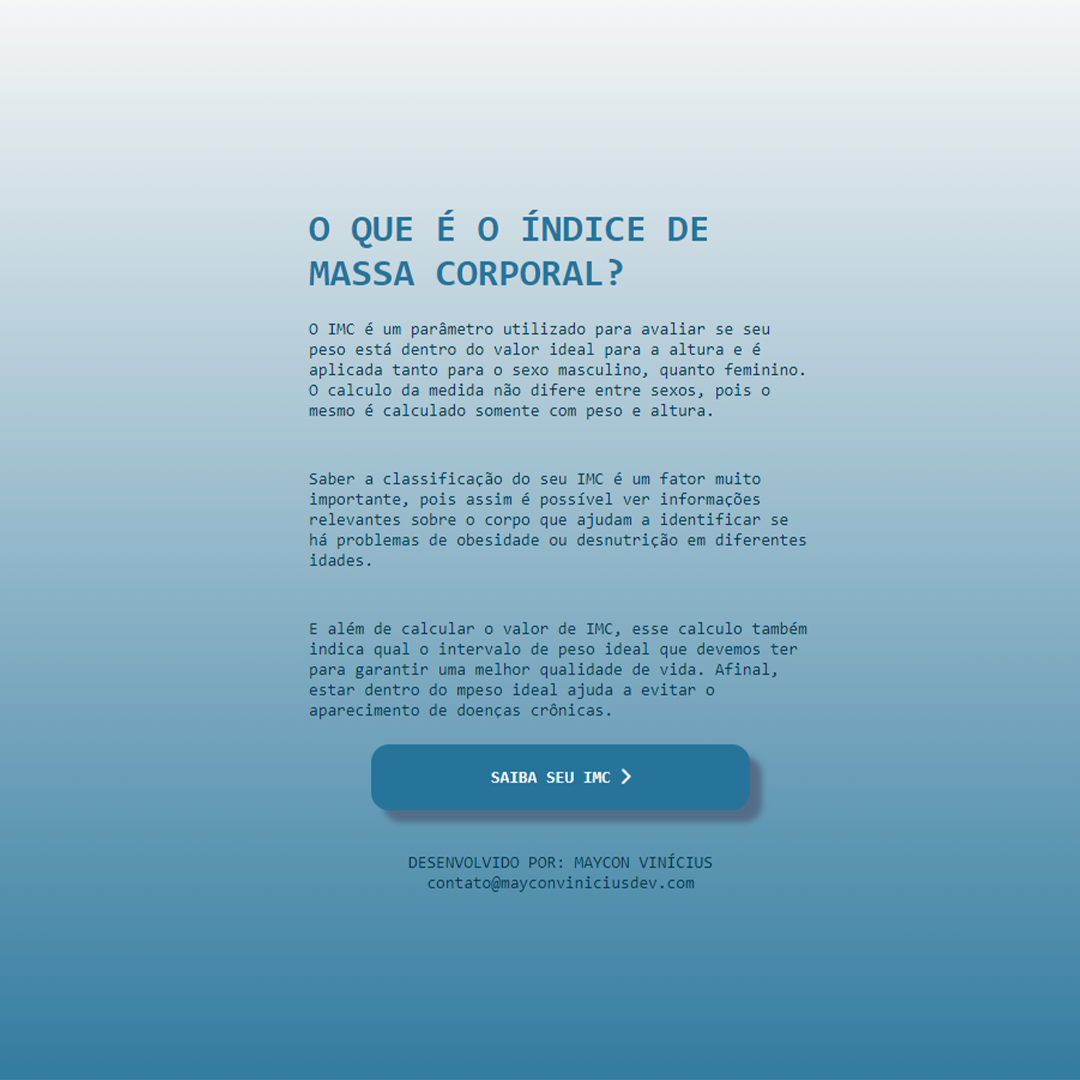 O QUE É O ÍNDICE DE
MASSA CORPORAL?
O IMC é um parâmetro utilizado para avaliar se seu
peso está dentro do valor ideal para a altura e é
aplicada tanto para o sexo masculino, quanto feminino.
O calculo da medida não difere entre sexos, pois o
mesmo é calculado somente com peso e altura.
Saber a classificação do seu IMC é um fator muito
importante, pois assim é possível ver informações
relevantes sobre o corpo que ajudam a identificar se
há problemas de obesidade ou desnutrição em diferentes
idades.
E além de calcular o valor de IMC, esse calculo também
indica qual o intervalo de peso ideal que devemos ter
para garantir uma melhor qualidade de vida. Afinal,
estar dentro do mpeso ideal ajuda a evitar o
aparecimento de doenças crônicas.
SAIBA SEU IMC
DESENVOLVIDO POR: MAYCON VINÍCIUS
contato@mayconviniciusdev.com